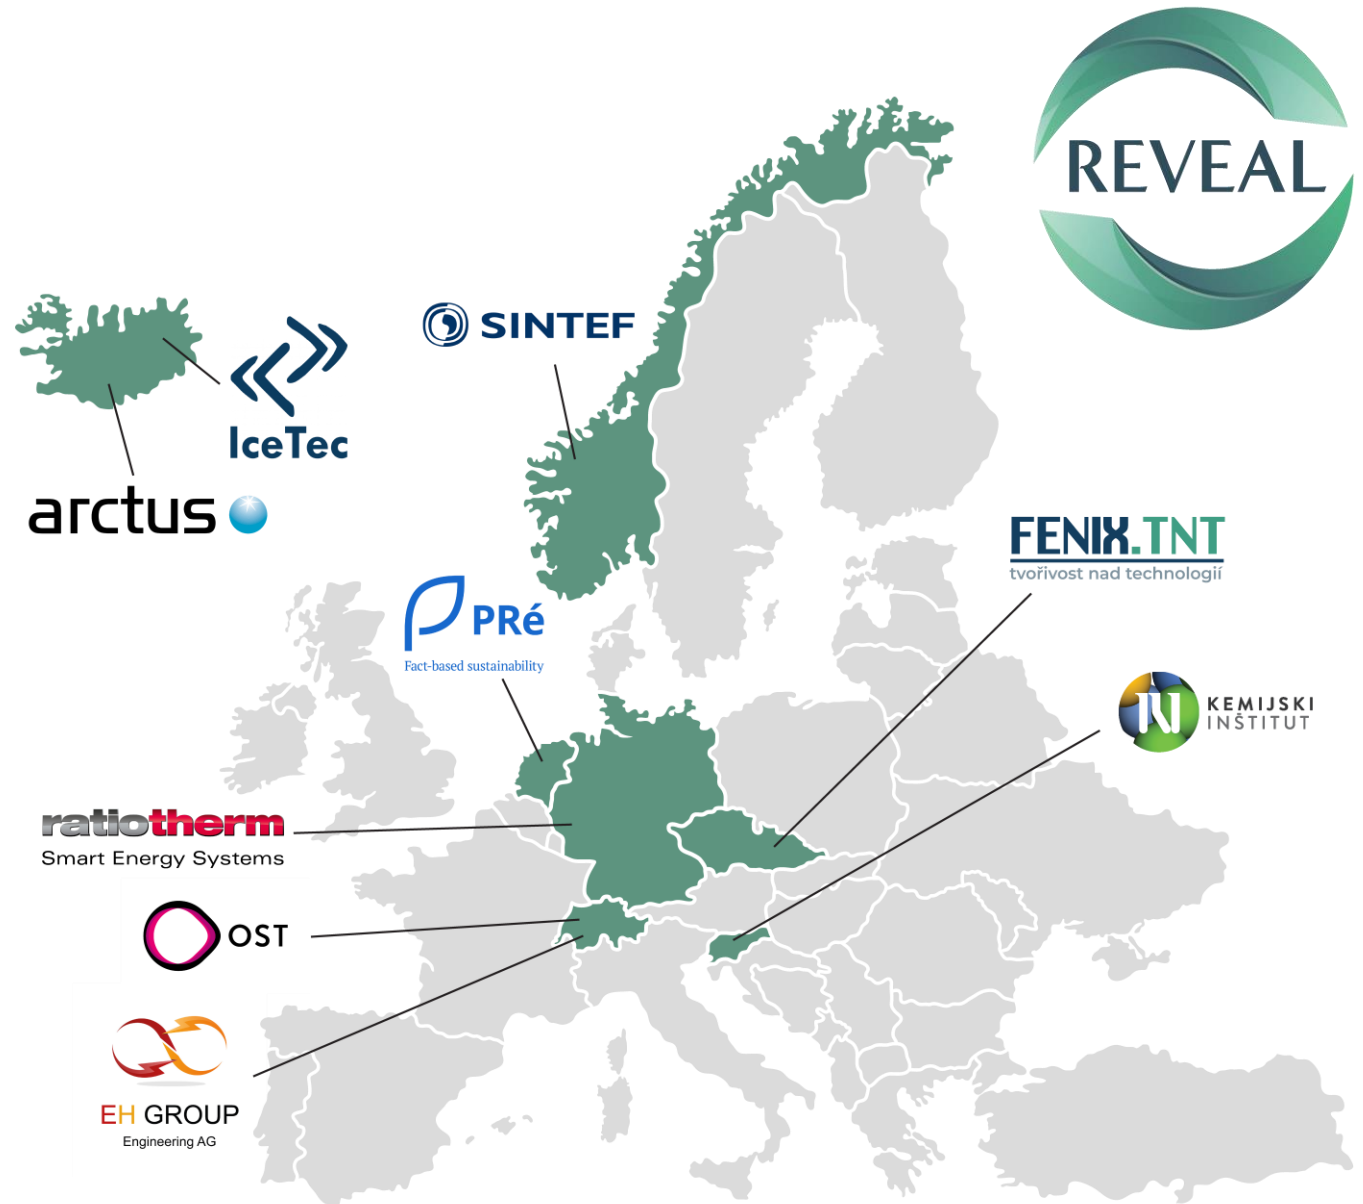 REVEAL
SINTEF
IceTec
arctus
FENIX.TNT
tvořivost nad technologií
PRé
Fact-based sustainability
KEMIJSKI
INŠTITUT
ratiotherm
Smart Energy Systems
OST
EH GROUP
Engineering AG